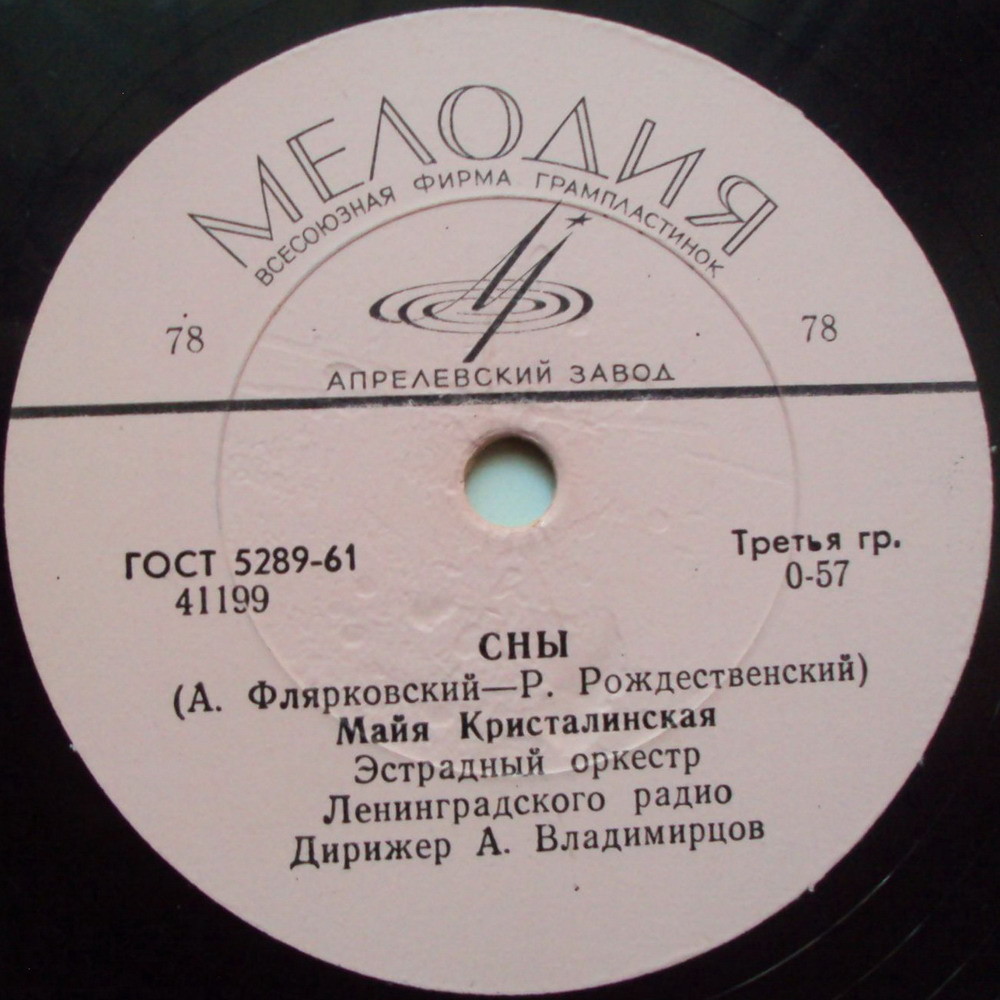 МЕЛОДИЯ
ВСЕСОЮЗНАЯ ФИРМА ГРАМПЛАСТИНОК
78
78
АПРЕЛЕВСКИЙ ЗАВОД
ГОСТ 5289-61
41199
Третья гр.
0-57
СНЫ
(А. Флярковский—Р. Рождественский)
Майя Кристалинская
Эстрадный оркестр
Ленинградского радио
Дирижер А. Владимирцов